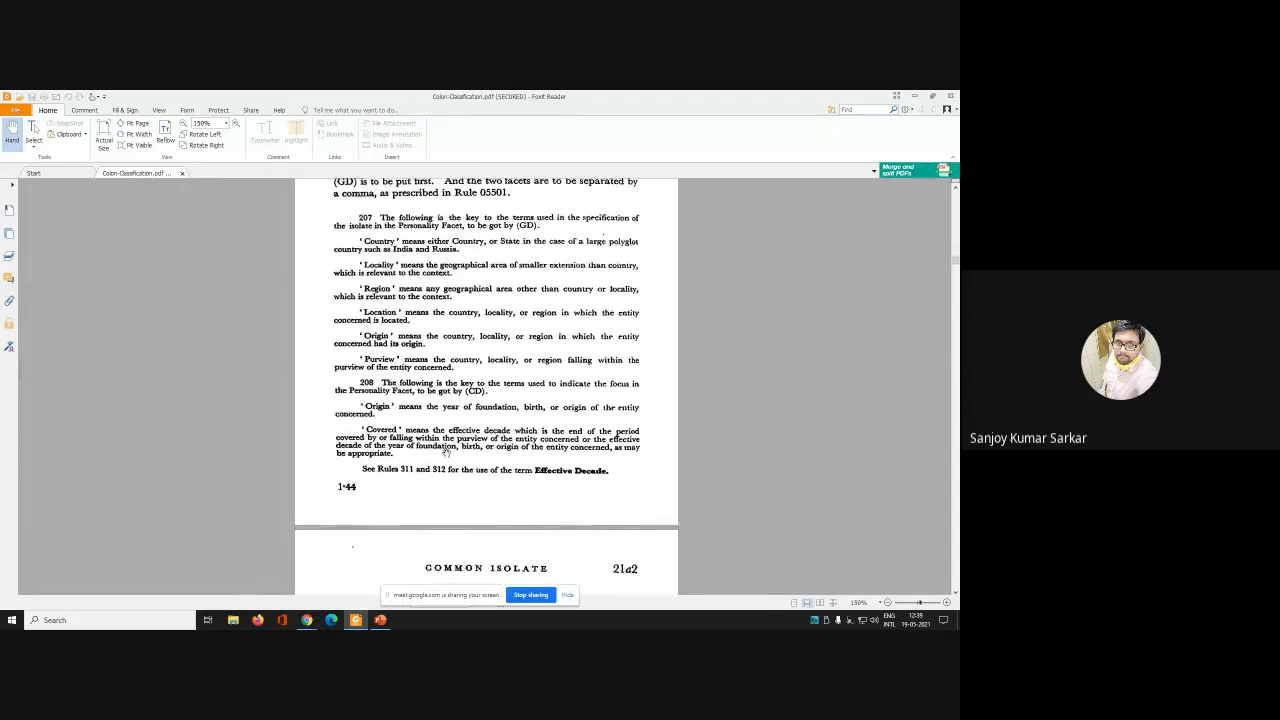 Colon-Classfication.pdf [SECURED] - Foxit Reader
File
Home
Comment
Fill & Sign
View
Form
Protect
Share
Help
Tell me what you want to do..
Find
Hand
Select
SnapShot
Clipboard
Actual Size
Fit Page
Fit Width
Fit Visible
Reflow
150%
Rotate Left
Rotate Right
Typewriter
Highlight
Link
Bookmark
File Attachment
Image Annotation
Audio & Video
Tools
View
Comment
Links
Insert
Start
Colon-Classfication.pdf ...
Merge and split PDFs
(GD) is to be put first. And the two facets are to be separated by
a comma, as prescribed in Rule 05501.
207 The following is the key to the terms used in the specification of
the isolate in the Personality Facet, to be got by (GD).
‘ Country ’ means either Country, or State in the case of a large polyglot
country such as India and Russia.
‘ Locality ’ means the geographical area of smaller extension than country,
which is relevant to the context.
‘ Region ’ means any geographical area other than country or locality,
which is relevant to the context.
‘ Location ’ means the country, locality, or region in which the entity
concerned is located.
‘ Origin ’ means the country, locality, or region in which the entity
concerned had its origin.
‘ Purview ’ means the country, locality, or region falling within the
purview of the entity concerned.
208 The following is the key to the terms used to indicate the focus in
the Personality Facet, to be got by (CD).
‘ Origin ’ means the year of foundation, birth, or origin of the entity
concerned.
‘ Covered ’ means the effective decade which is the end of the period
covered by or falling within the purview of the entity concerned or the effective
decade of the year of foundation, birth, or origin of the entity concerned, as may
be appropriate.
See Rules 311 and 312 for the use of the term Effective Decade.
1·44
COMMON ISOLATE
21a2
meet.google.com is sharing your screen.
Stop sharing
Hide
150%
Search
ENG
INTL
12:39
19-05-2021
Sanjoy Kumar Sarkar